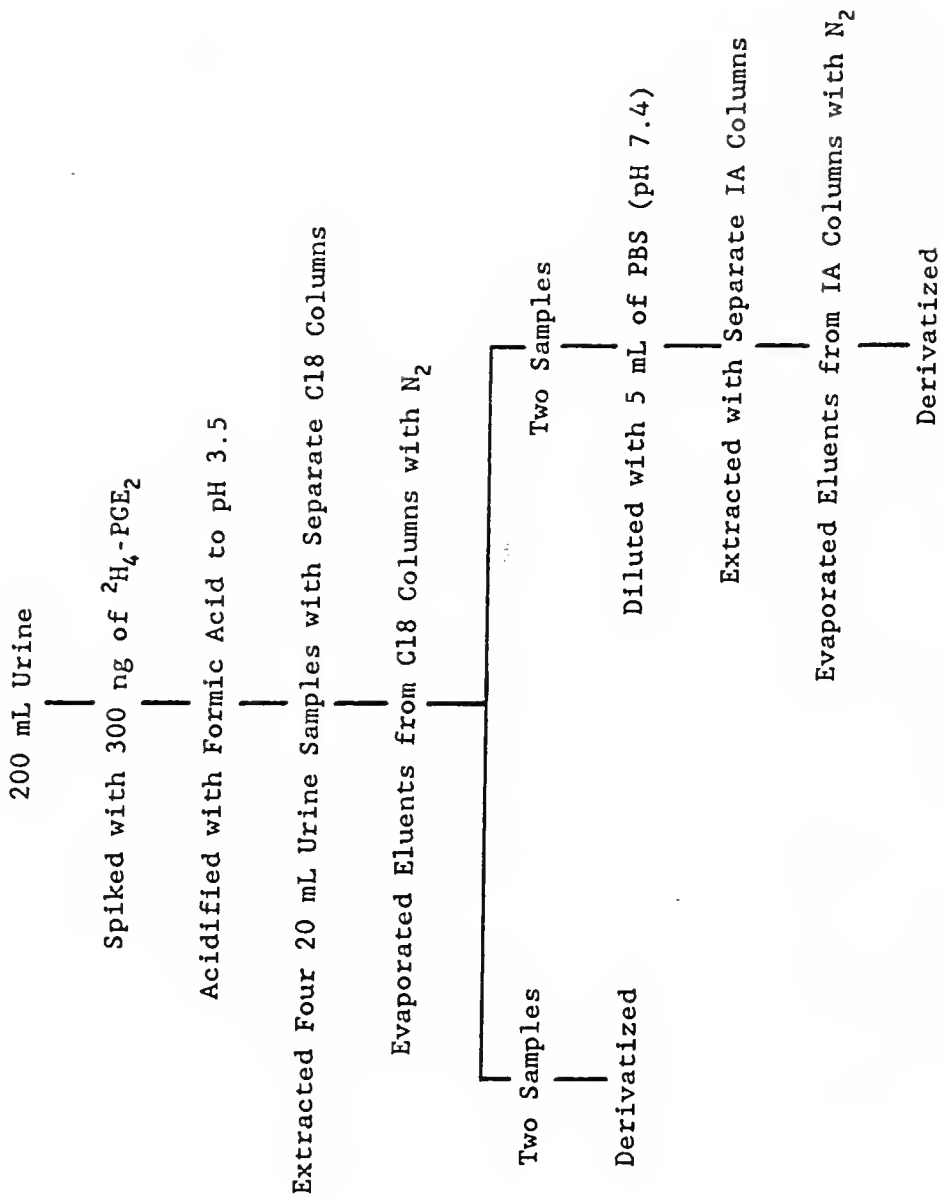 200 mL Urine
Spiked with 300 ng of ²H₄-PGE₂
Acidified with Formic Acid to pH 3.5
Extracted Four 20 mL Urine Samples with Separate C18 Columns
Evaporated Eluents from C18 Columns with N₂
Two Samples
Derivatized
Two Samples
Diluted with 5 mL of PBS (pH 7.4)
Extracted with Separate IA Columns
Evaporated Eluents from IA Columns with N₂
Derivatized